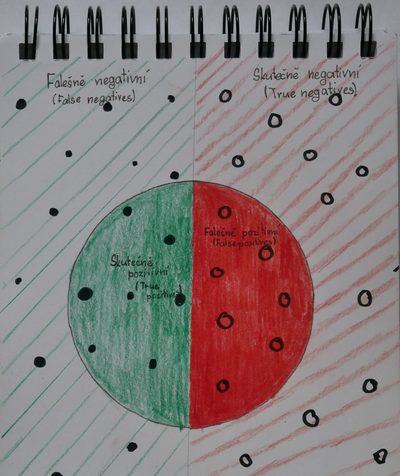 Falešně negativní
(False negatives)
Skutečně negativní
(True negatives)
Falešně pozitivní
(False positives)
Skutečně
pozitivní
(True
positives)